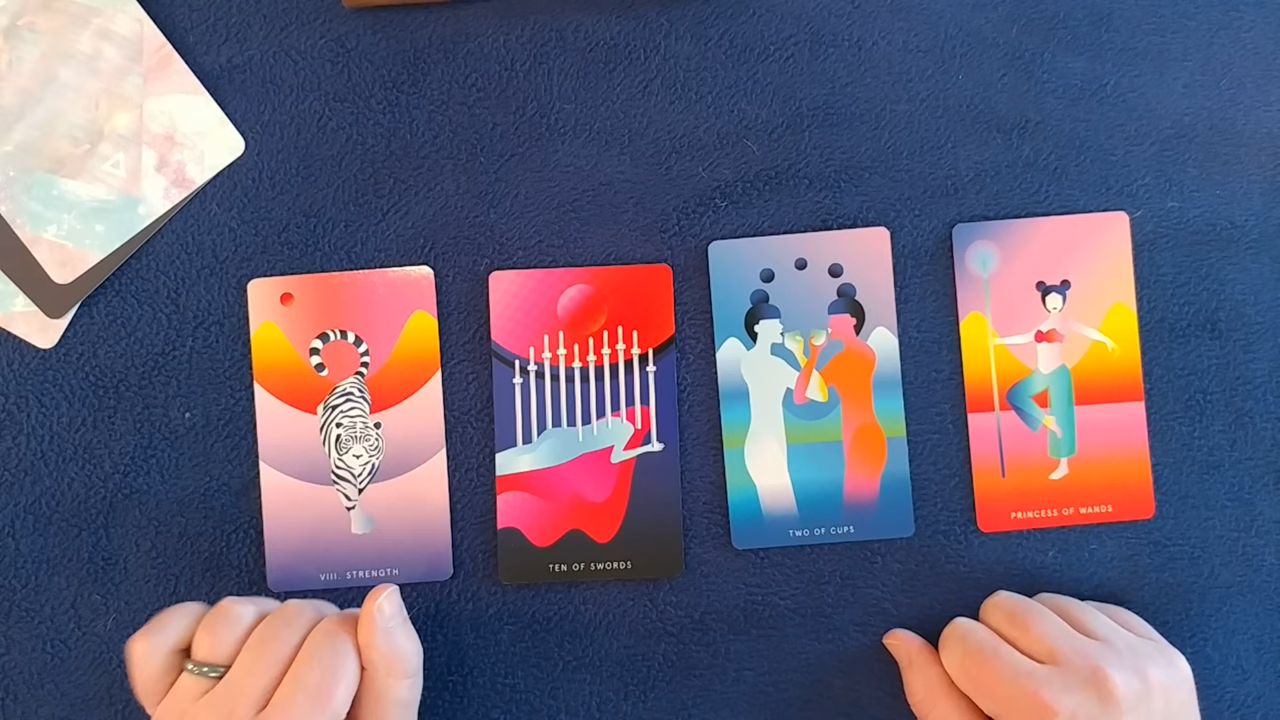 VIII. STRENGTH
TEN OF SWORDS
TWO OF CUPS
PRINCESS OF WANDS